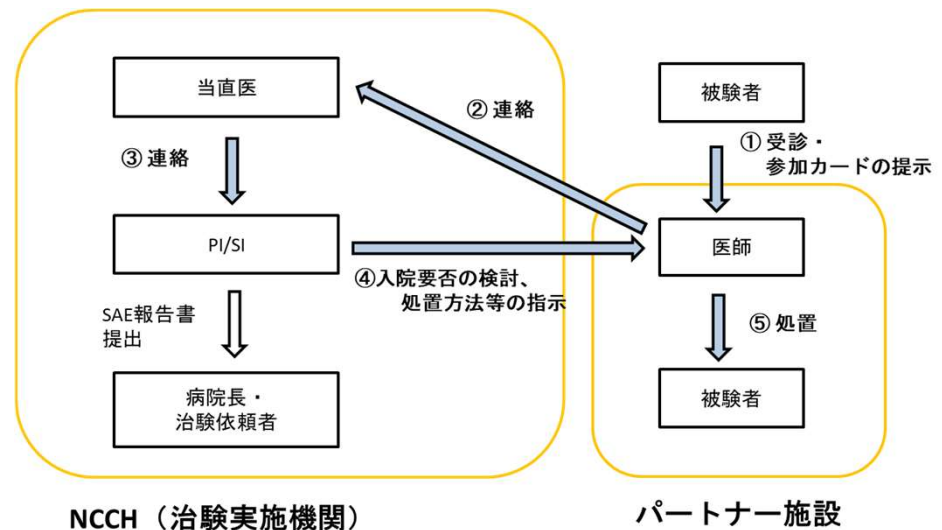 当直医
被験者
② 連絡
① 受診・
参加カードの提示
③ 連絡
PI/SI
医師
④入院要否の検討、
処置方法等の指示
SAE報告書
提出
⑤ 処置
病院長・
治験依頼者
被験者
NCCH（治験実施機関）
パートナー施設